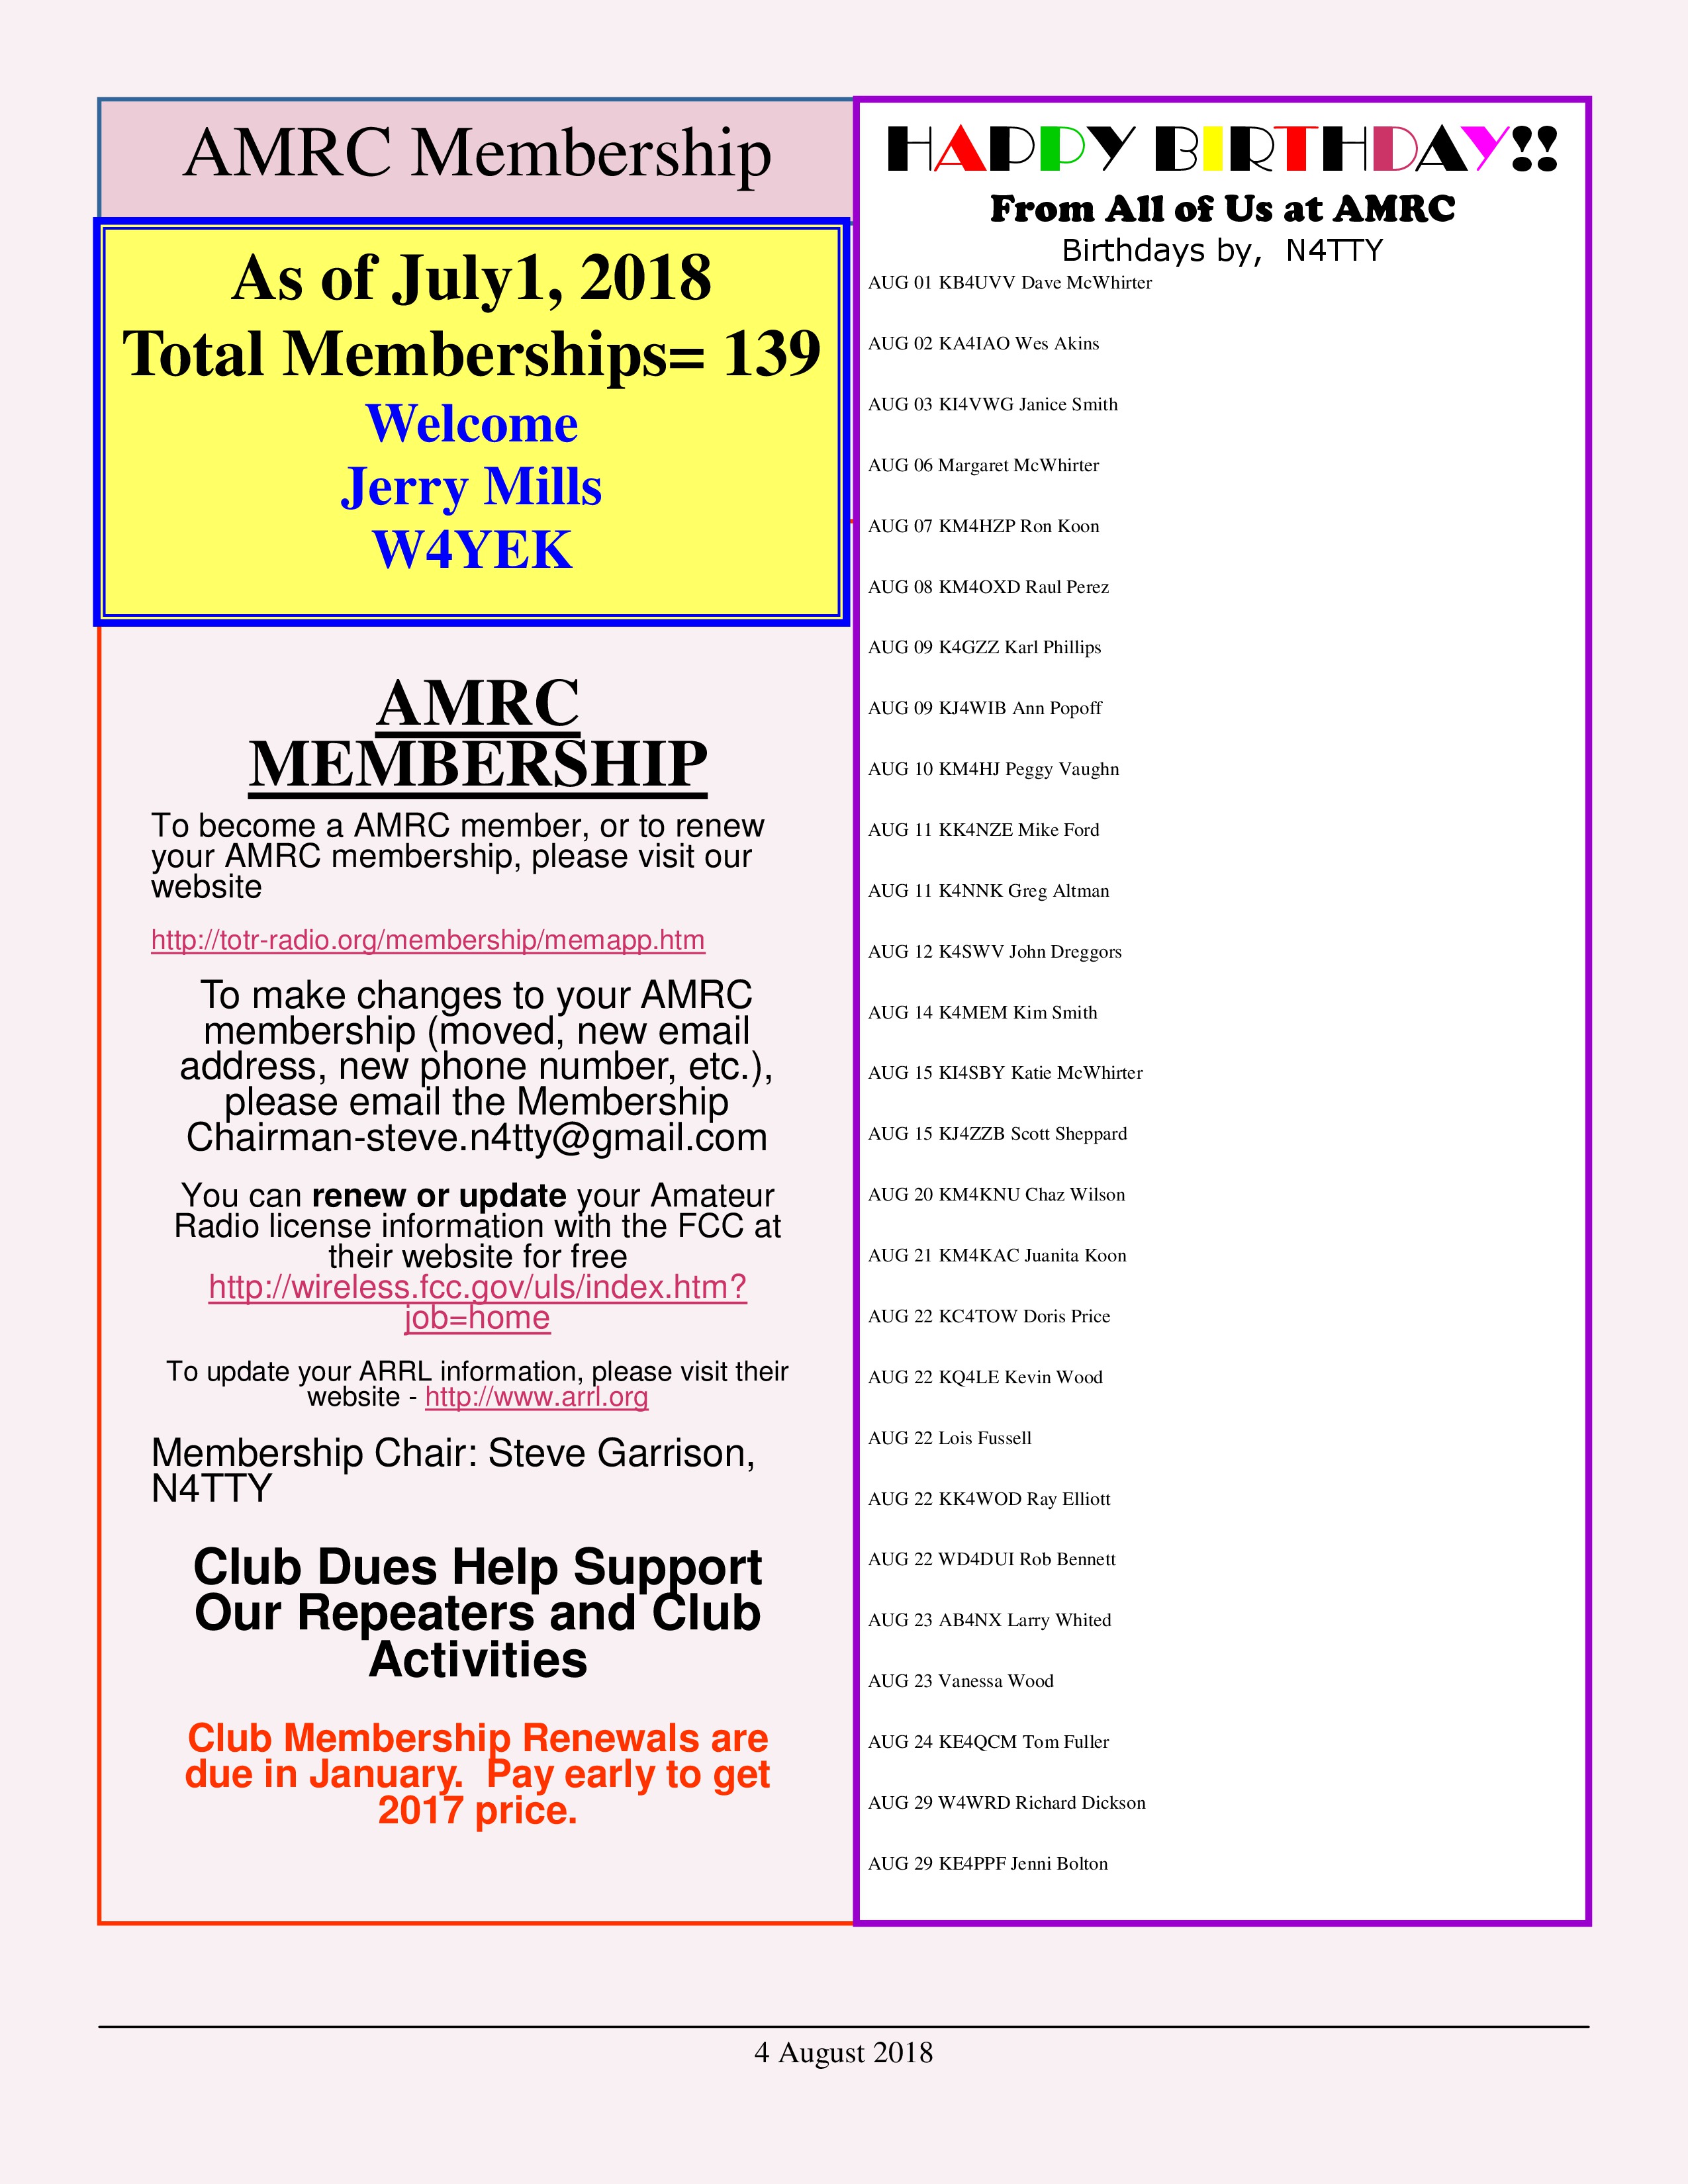 AMRC Membership
As of July1, 2018
Total Memberships= 139
Welcome
Jerry Mills
W4YEK
AMRC
MEMBERSHIP
To become a AMRC member, or to renew
your AMRC membership, please visit our
website
http://totr-radio.org/membership/memapp.htm
To make changes to your AMRC
membership (moved, new email
address, new phone number, etc.),
please email the Membership
Chairman-steve.n4tty@gmail.com
You can renew or update your Amateur
Radio license information with the FCC at
their website for free
http://wireless.fcc.gov/uls/index.htm?
job=home
To update your ARRL information, please visit their
website - http://www.arrl.org
Membership Chair: Steve Garrison,
N4TTY
Club Dues Help Support
Our Repeaters and Club
Activities
Club Membership Renewals are
due in January.  Pay early to get
2017 price.
HAPPY BIRTHDAY!!
From All of Us at AMRC
Birthdays by,  N4TTY
AUG 01 KB4UVV Dave McWhirter
AUG 02 KA4IAO Wes Akins
AUG 03 KI4VWG Janice Smith
AUG 06 Margaret McWhirter
AUG 07 KM4HZP Ron Koon
AUG 08 KM4OXD Raul Perez
AUG 09 K4GZZ Karl Phillips
AUG 09 KJ4WIB Ann Popoff
AUG 10 KM4HJ Peggy Vaughn
AUG 11 KK4NZE Mike Ford
AUG 11 K4NNK Greg Altman
AUG 12 K4SWV John Dreggors
AUG 14 K4MEM Kim Smith
AUG 15 KI4SBY Katie McWhirter
AUG 15 KJ4ZZB Scott Sheppard
AUG 20 KM4KNU Chaz Wilson
AUG 21 KM4KAC Juanita Koon
AUG 22 KC4TOW Doris Price
AUG 22 KQ4LE Kevin Wood
AUG 22 Lois Fussell
AUG 22 KK4WOD Ray Elliott
AUG 22 WD4DUI Rob Bennett
AUG 23 AB4NX Larry Whited
AUG 23 Vanessa Wood
AUG 24 KE4QCM Tom Fuller
AUG 29 W4WRD Richard Dickson
AUG 29 KE4PPF Jenni Bolton
4 August 2018